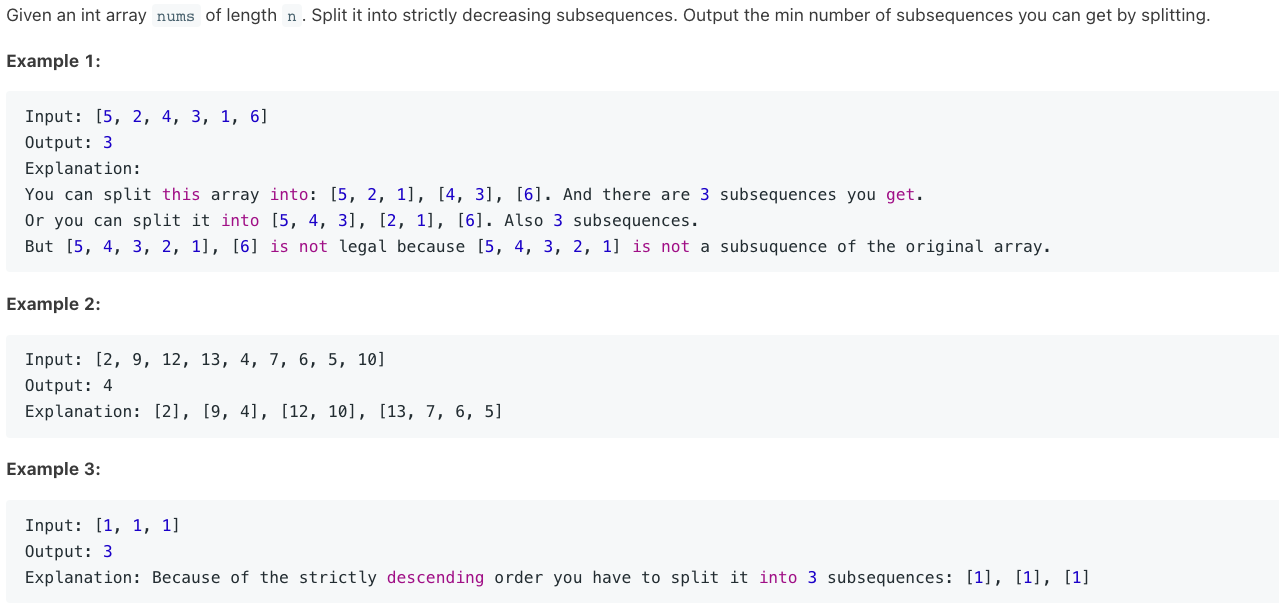 Given an int array nums of length n. Split it into strictly decreasing subsequences. Output the min number of subsequences you can get by splitting.
Example 1:
Input: [5, 2, 4, 3, 1, 6]
Output: 3
Explanation:
You can split this array into: [5, 2, 1], [4, 3], [6]. And there are 3 subsequences you get.
Or you can split it into [5, 4, 3], [2, 1], [6]. Also 3 subsequences.
But [5, 4, 3, 2, 1], [6] is not legal because [5, 4, 3, 2, 1] is not a subsuquence of the original array.
Example 2:
Input: [2, 9, 12, 13, 4, 7, 6, 5, 10]
Output: 4
Explanation: [2], [9, 4], [12, 10], [13, 7, 6, 5]
Example 3:
Input: [1, 1, 1]
Output: 3
Explanation: Because of the strictly descending order you have to split it into 3 subsequences: [1], [1], [1]